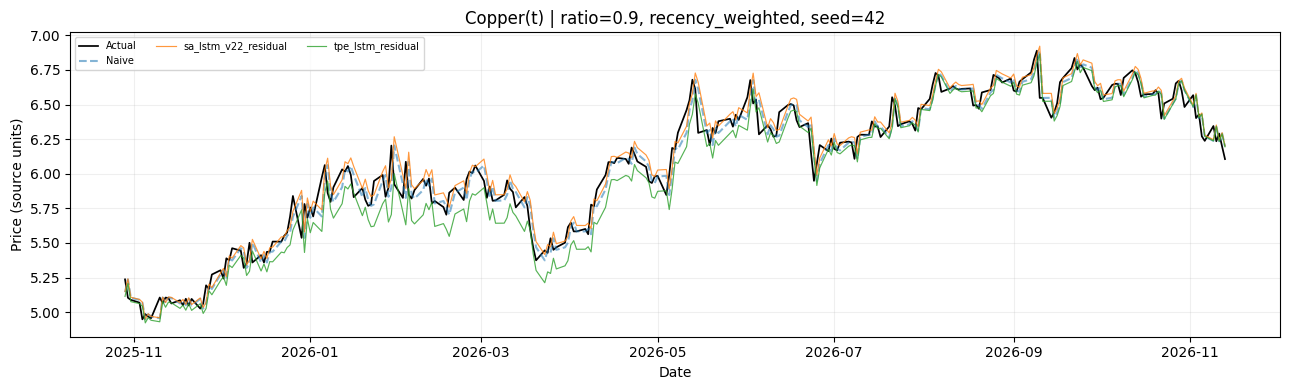 Copper(t) | ratio=0.9, recency_weighted, seed=42
Actual
Naive
sa_lstm_v22_residual
tpe_lstm_residual
Price (source units)
7.00
6.75
6.50
6.25
6.00
5.75
5.50
5.25
5.00
2025-11
2026-01
2026-03
2026-05
2026-07
2026-09
2026-11
Date